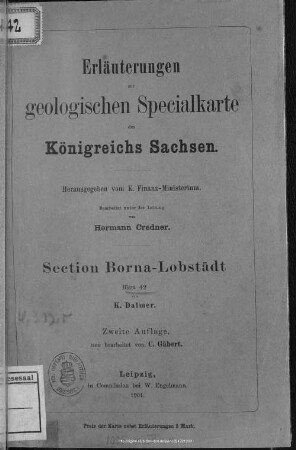 42
Erläuterungen
zur
geologischen Specialkarte
des
Königreichs Sachsen.
Herausgegeben vom K. Finanz-Ministerium.
Bearbeitet unter der Leitung
von
Hermann Credner.
Section Borna-Lobstädt
Blatt 42
von
K. Dalmer.
Zweite Auflage,
neu bearbeitet von C. Gäbert.
Leipzig,
in Commission bei W. Engelmann.
1901.
Preis der Karte nebst Erläuterungen 3 Mark.